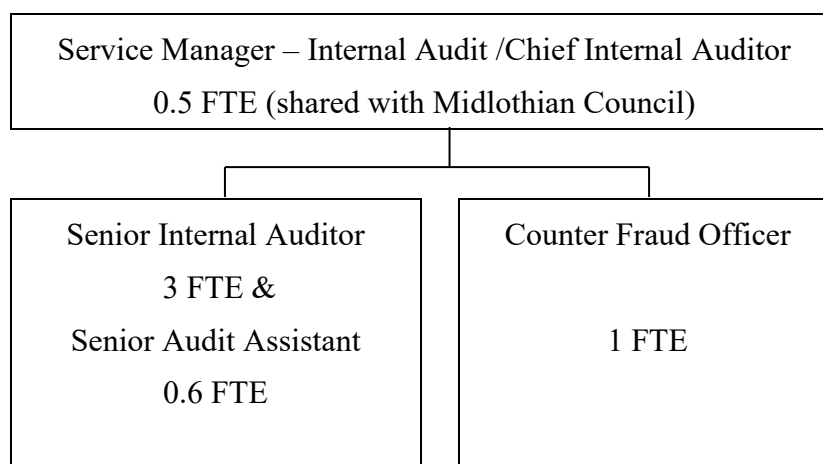 Service Manager – Internal Audit /Chief Internal Auditor
0.5 FTE (shared with Midlothian Council)
Senior Internal Auditor
3 FTE &
Senior Audit Assistant
0.6 FTE
Counter Fraud Officer
1 FTE